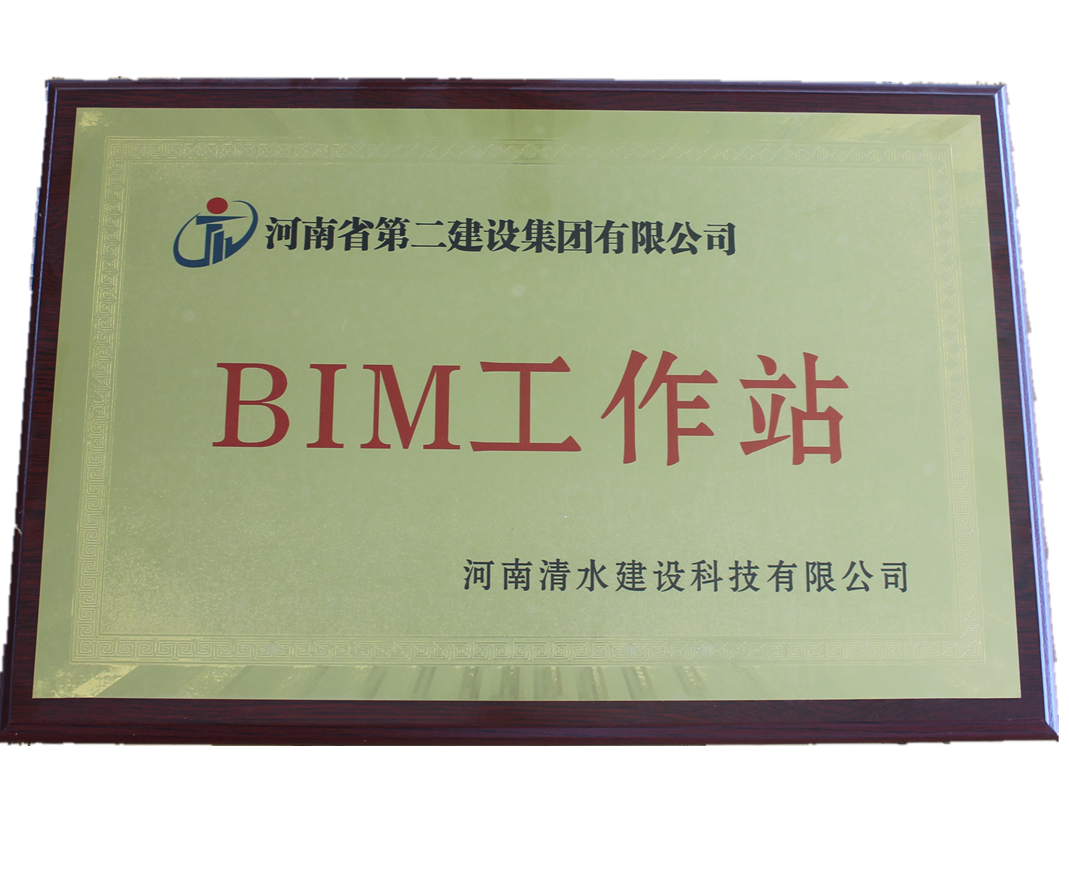 河南省第二建设集团有限公司
BIM工作站
河南清水建设科技有限公司